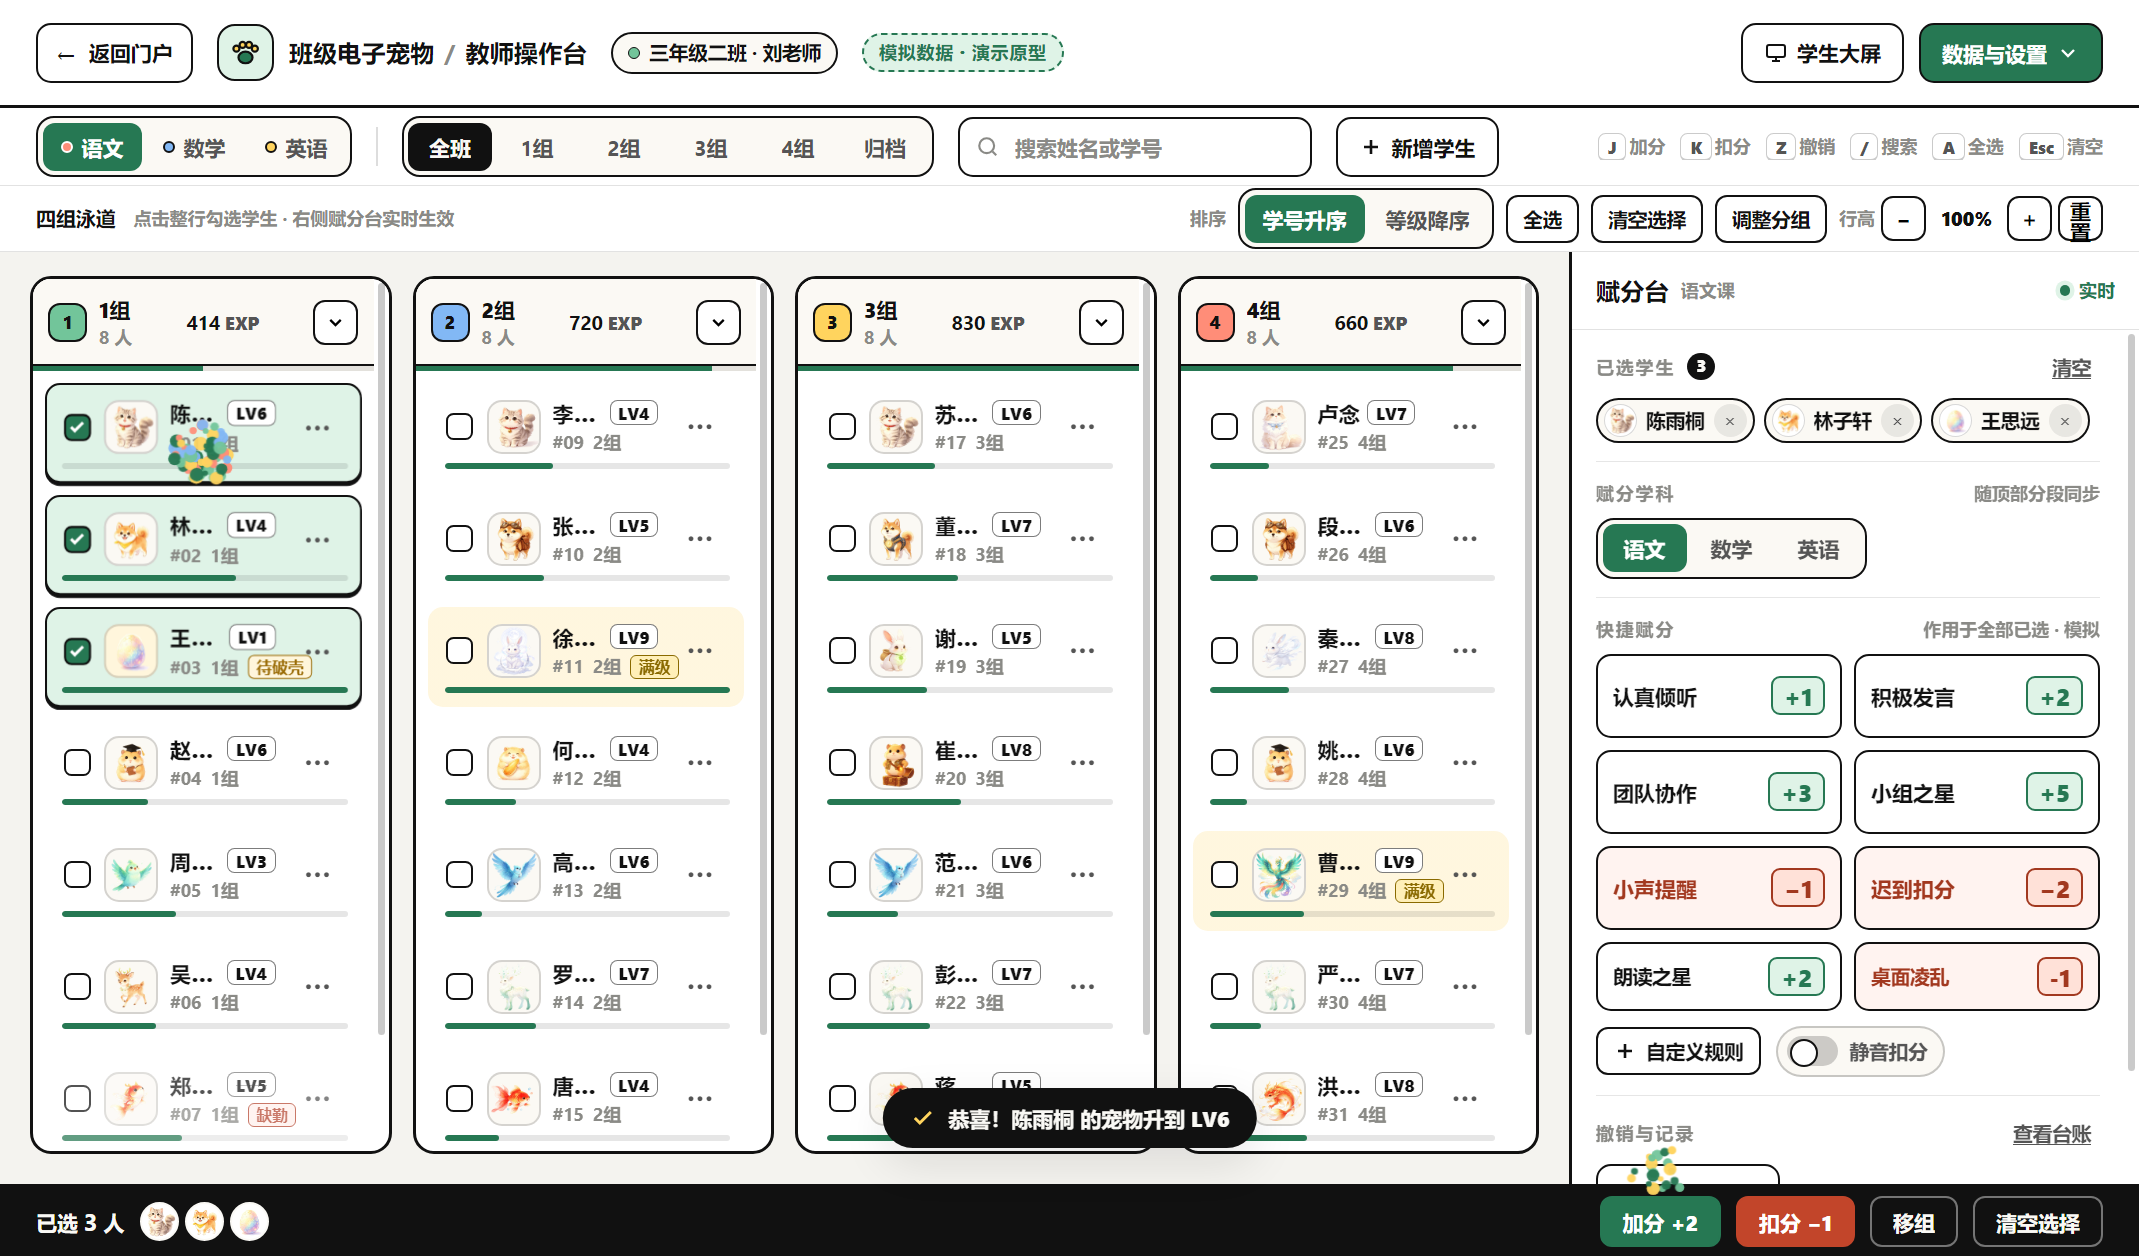 ← 返回门户
班级电子宠物 / 教师操作台
三年级二班 · 刘老师
模拟数据 · 演示原型
学生大屏
数据与设置
语文 数学 英语
全班 1组 2组 3组 4组 归档
搜索姓名或学号
+ 新增学生
J 加分 K 扣分 Z 撤销 / 搜索 A 全选 Esc 清空
四组泳道 点击整行勾选学生 · 右侧赋分台实时生效
排序 学号升序 等级降序 全选 清空选择 调整分组 行高 − 100% + 重置
1 1组 8 人 414 EXP
陈... LV6
林... LV4
#02 1组
王... LV1
#03 1组 待破壳
赵... LV6
#04 1组
周... LV3
#05 1组
吴... LV4
#06 1组
郑... LV5
#07 1组 缺勤
2 2组 8 人 720 EXP
李... LV4
#09 2组
张... LV5
#10 2组
徐... LV9
#11 2组 满级
何... LV4
#12 2组
高... LV6
#13 2组
罗... LV7
#14 2组
唐... LV4
#15 2组
3 3组 8 人 830 EXP
苏... LV6
#17 3组
董... LV7
#18 3组
谢... LV5
#19 3组
崔... LV8
#20 3组
范... LV6
#21 3组
彭... LV7
#22 3组
蒋... LV5
4 4组 8 人 660 EXP
卢念 LV7
#25 4组
段... LV6
#26 4组
秦... LV8
#27 4组
姚... LV6
#28 4组
曹... LV9
#29 4组 满级
严... LV7
#30 4组
洪... LV8
#31 4组
恭喜！陈雨桐 的宠物升到 LV6
赋分台 语文课 实时
已选学生 3 清空
陈雨桐 × 林子轩 × 王思远 ×
赋分学科 随顶部分段同步
语文 数学 英语
快捷赋分 作用于全部已选 · 模拟
认真倾听 +1 积极发言 +2
团队协作 +3 小组之星 +5
小声提醒 −1 迟到扣分 −2
朗读之星 +2 桌面凌乱 -1
+ 自定义规则 静音扣分
撤销与记录 查看台账
已选 3 人
加分 +2 扣分 −1 移组 清空选择